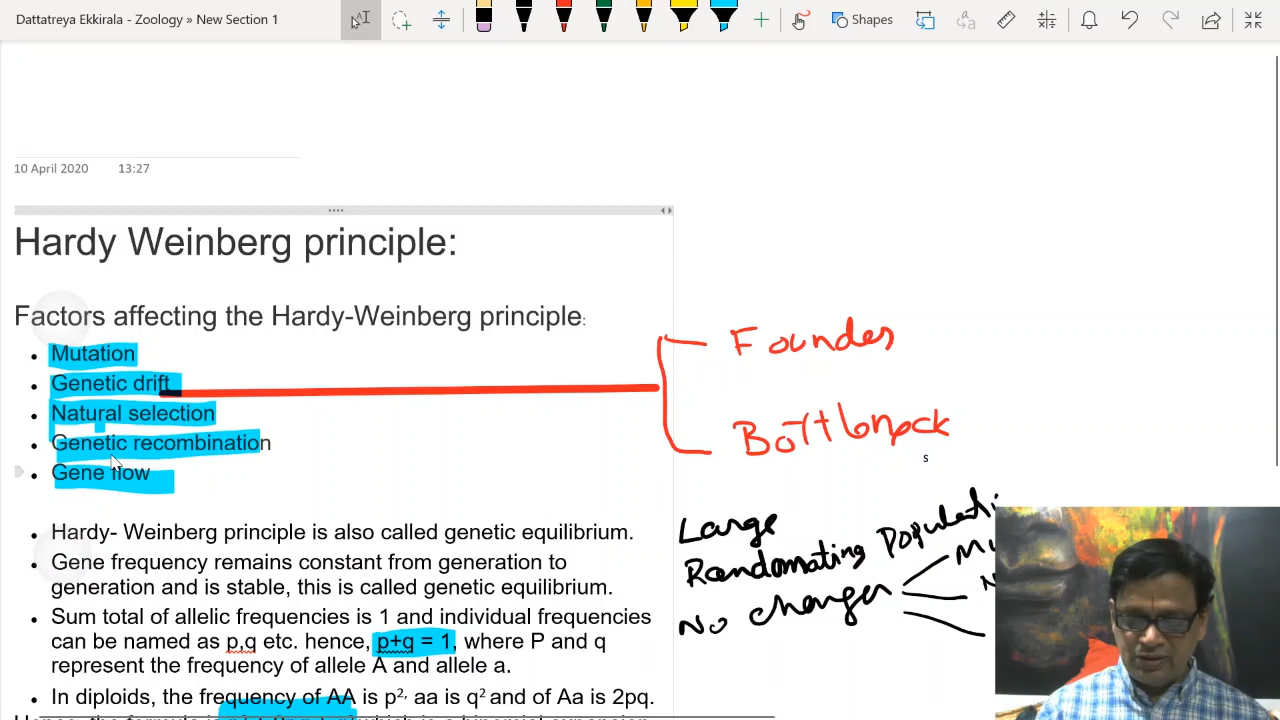 Dattatreya Ekkirala - Zoology » New Section 1
Shapes
10 April 2020 13:27
Hardy Weinberg principle:
Factors affecting the Hardy-Weinberg principle:
• Mutation
• Genetic drift
• Natural selection
• Genetic recombination
• Gene flow
Founder
Bottleneck
s
• Hardy- Weinberg principle is also called genetic equilibrium.
• Gene frequency remains constant from generation to
generation and is stable, this is called genetic equilibrium.
• Sum total of allelic frequencies is 1 and individual frequencies
can be named as p,q etc. hence, p+q = 1, where P and q
represent the frequency of allele A and allele a.
• In diploids, the frequency of AA is p², aa is q² and of Aa is 2pq.
Large
Randomating
No changes